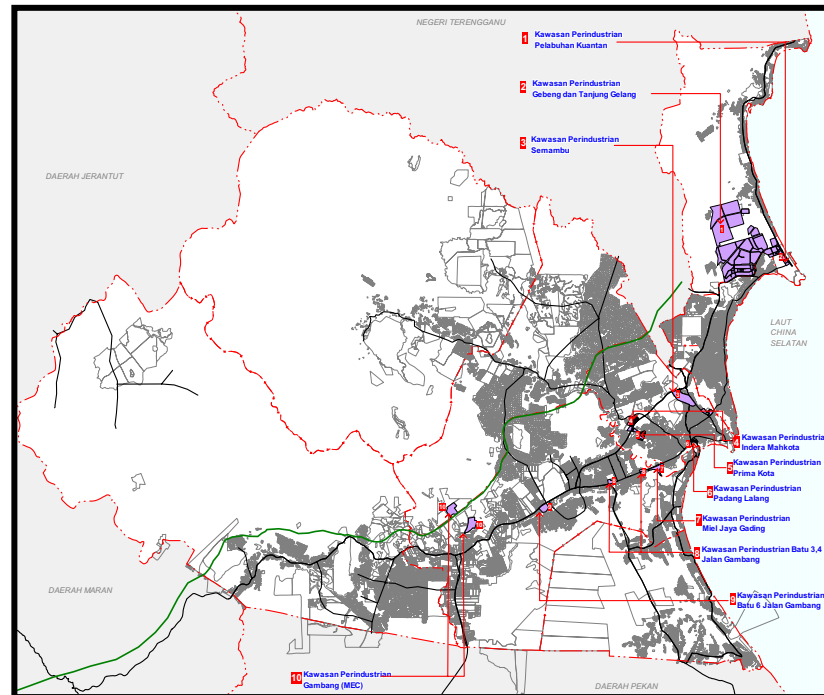 NEGERI TERENGGANU
1 Kawasan Perindustrian
Pelabuhan Kuantan
2 Kawasan Perindustrian
Gebeng dan Tanjung Gelang
3 Kawasan Perindustrian
Semambu
DAERAH JERANTUT
LAUT
CHINA
SELATAN
4 Kawasan Perindustrian
Indera Mahkota
5 Kawasan Perindustrian
Prima Kota
6 Kawasan Perindustrian
Padang Lalang
7 Kawasan Perindustrian
Miel Jaya Gading
8 Kawasan Perindustrian Batu 3,4
Jalan Gambang
9 Kawasan Perindustrian
Batu 6 Jalan Gambang
DAERAH MARAN
10 Kawasan Perindustrian
Gambang (MEC)
DAERAH PEKAN
10
10